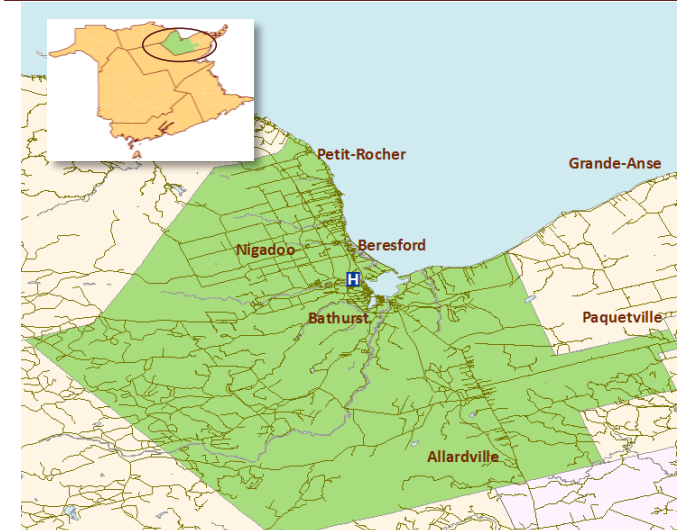 Petit-Rocher
Grande-Anse
Beresford
Nigadoo
H
Bathurst
Paquetville
Allardville